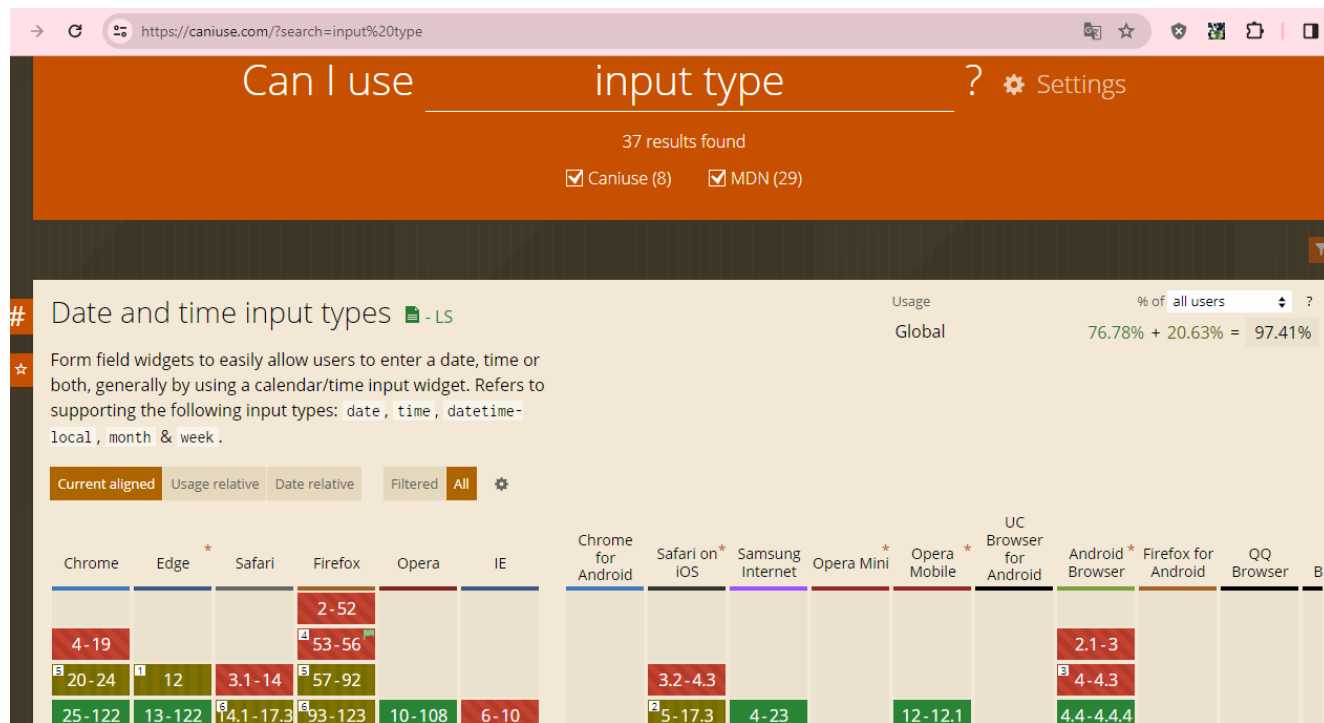 https://caniuse.com/?search=input%20type
Can I use input type ? Settings
37 results found
Caniuse (8) MDN (29)
#
Date and time input types - LS
Usage % of all users ?
Global 76.78% + 20.63% = 97.41%
Form field widgets to easily allow users to enter a date, time or
both, generally by using a calendar/time input widget. Refers to
supporting the following input types: date, time, datetime-
local, month & week.
Current aligned Usage relative Date relative Filtered All
Chrome Edge * Safari Firefox Opera IE Chrome for Android Safari on iOS * Samsung Internet Opera Mini * Opera Mobile * UC Browser for Android Android Browser * Firefox for Android QQ Browser B
2-52
4-19 4 53-56 2.1-3
5 20-24 1 12 3.1-14 5 57-92 3.2-4.3 3 4-4.3
25-122 13-122 6 14.1-17.3 6 93-123 10-108 6-10 2 5-17.3 4-23 12-12.1 4.4-4.4.4